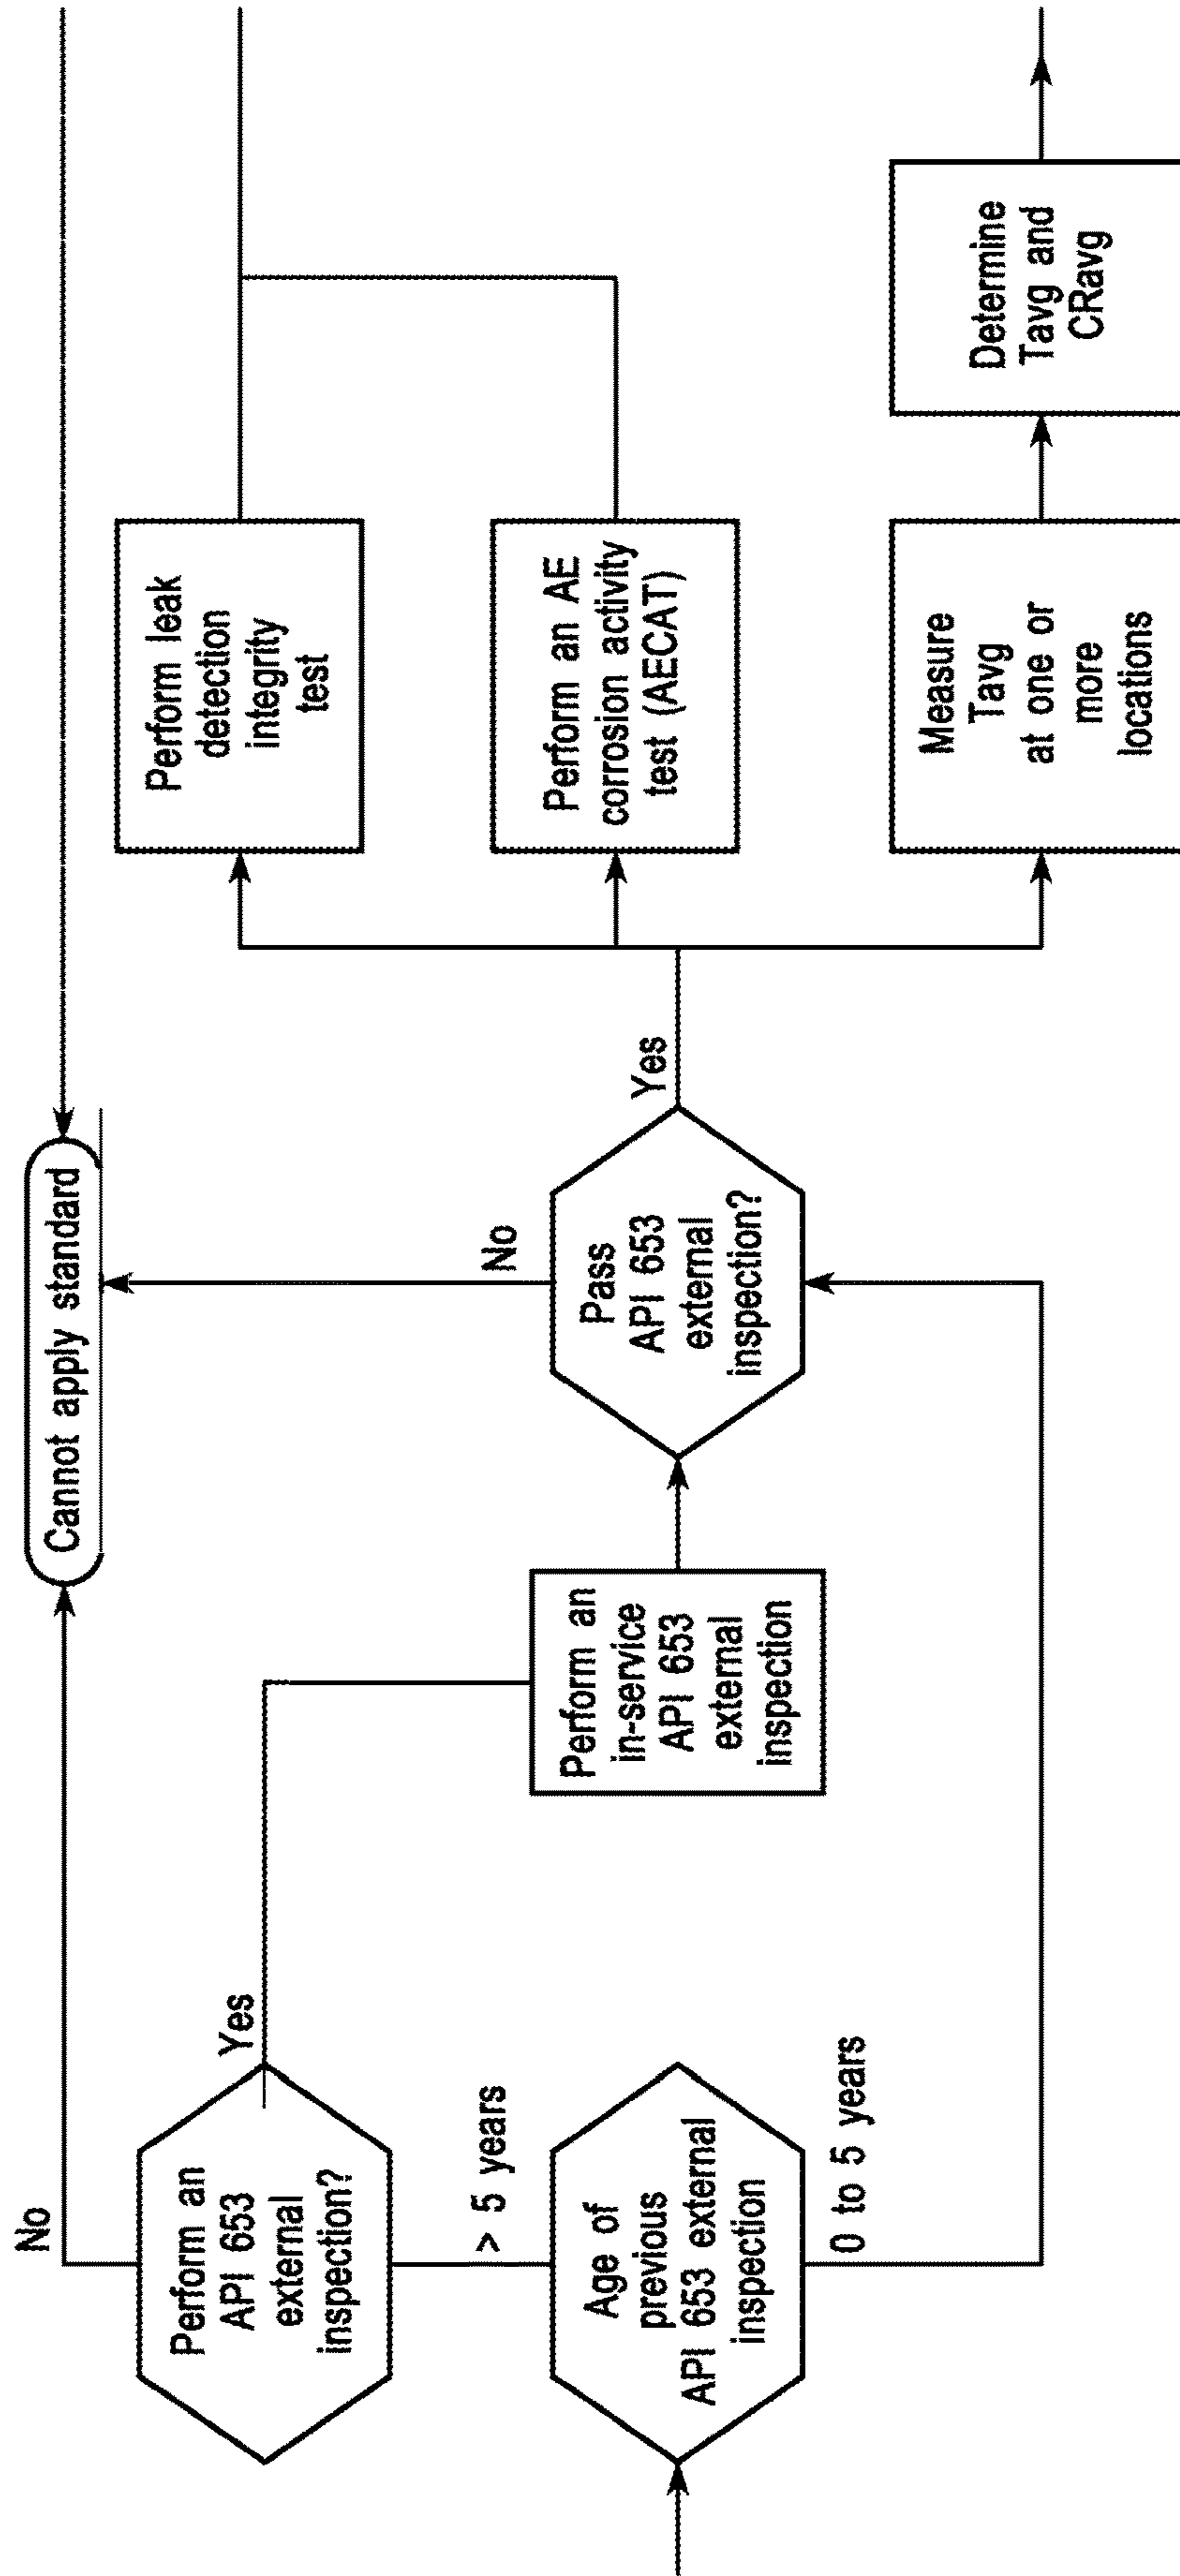 No
Perform an
API 653
external
inspection?
Yes
> 5 years
Age of
previous
API 653 external
inspection
0 to 5 years
Perform an
in-service
API 653
external
inspection
Cannot apply standard
No
Pass
API 653
external
inspection?
Yes
Perform leak
detection
integrity
test
Perform an AE
corrosion activity
test (AECAT)
Measure
Tavg
at one or
more
locations
Determine
Tavg and
CRavg